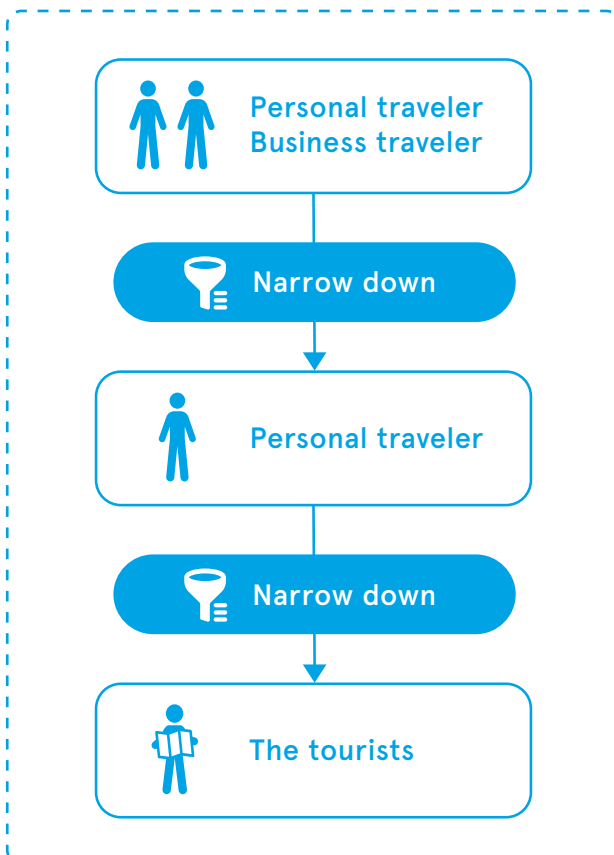 Personal traveler
Business traveler
Narrow down
Personal traveler
Narrow down
The tourists